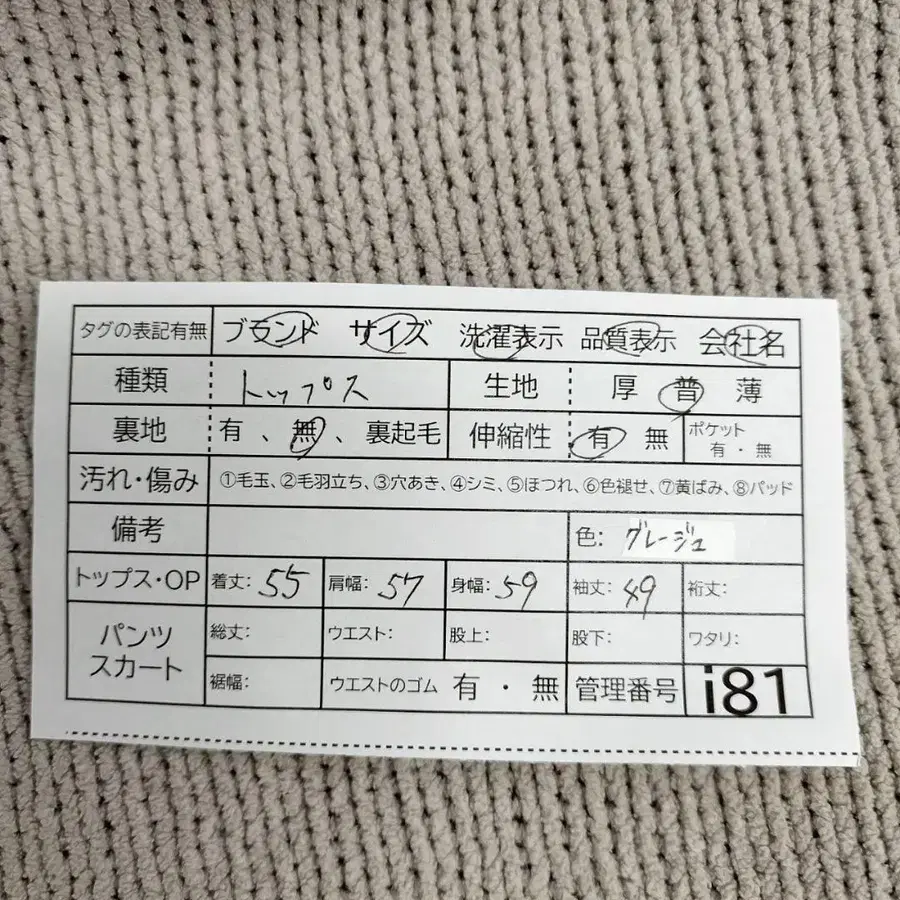 タグの表記有無 ブランド サイズ 洗濯表示 品質表示 会社名
種類 トップス 生地 厚 普 薄
裏地 有、無、裏起毛 伸縮性 有 無 ポケット 有・無
汚れ・傷み ①毛玉、②毛羽立ち、③穴あき、④シミ、⑤ほつれ、⑥色褪せ、⑦黄ばみ、⑧パッド
備考 色: グレージュ
トップス・OP 着丈: 55 肩幅: 57 身幅: 59 袖丈: 49 裄丈:
パンツ スカート 総丈: ウエスト: 股上: 股下: ワタリ:
裾幅: ウエストのゴム 有・無 管理番号 i81